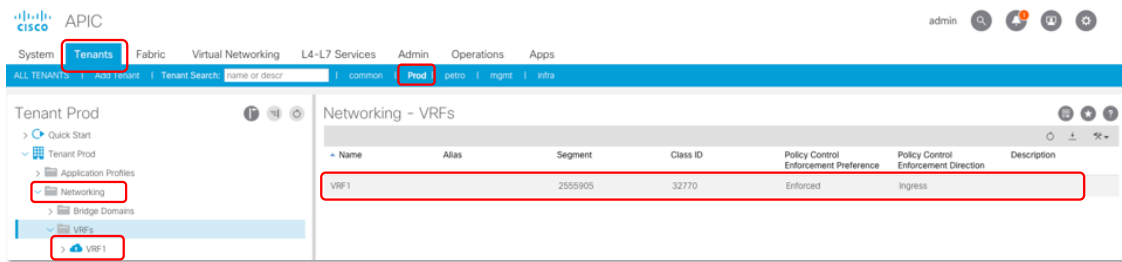 cisco APIC admin 1
System Tenants Fabric Virtual Networking L4-L7 Services Admin Operations Apps
ALL TENANTS | Add Tenant | Tenant Search: name or descr | common | Prod | petro | mgmt | infra
Tenant Prod
Quick Start
Tenant Prod
Application Profiles
Networking
Bridge Domains
VRFs
VRF1
Networking - VRFs
Name Alias Segment Class ID Policy Control Enforcement Preference Policy Control Enforcement Direction Description
VRF1 2555905 32770 Enforced Ingress